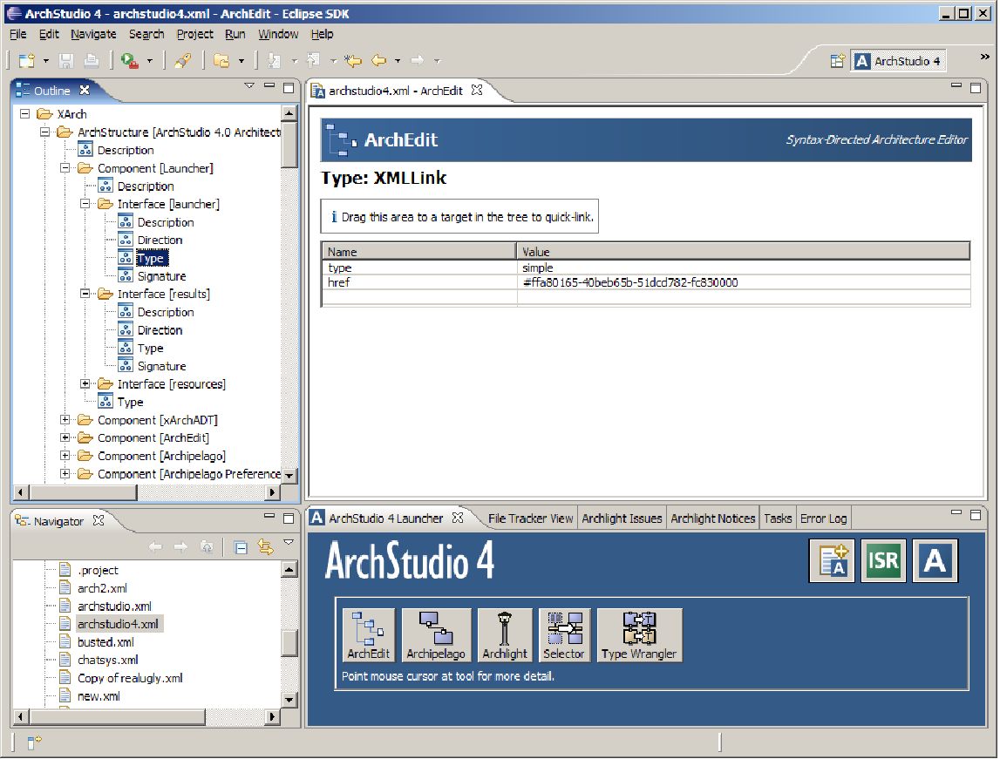 ArchStudio 4 - archstudio4.xml - ArchEdit - Eclipse SDK
File Edit Navigate Search Project Run Window Help
A ArchStudio 4 »
Outline
XArch
ArchStructure [ArchStudio 4.0 Architect
Description
Component [Launcher]
Description
Interface [launcher]
Description
Direction
Type
Signature
Interface [results]
Description
Direction
Type
Signature
Interface [resources]
Type
Component [xArchADT]
Component [ArchEdit]
Component [Archipelago]
Component [Archipelago Preference
archstudio4.xml - ArchEdit
ArchEdit
Syntax-Directed Architecture Editor
Type: XMLLink
i Drag this area to a target in the tree to quick-link.
Name Value
type simple
href #ffa80165-40beb65b-51dcd782-fc830000
Navigator
.project
arch2.xml
archstudio.xml
archstudio4.xml
busted.xml
chatsys.xml
Copy of realugly.xml
new.xml
A ArchStudio 4 Launcher File Tracker View Archlight Issues Archlight Notices Tasks Error Log
ArchStudio 4
A ISR A
ArchEdit Archipelago Archlight Selector Type Wrangler
Point mouse cursor at tool for more detail.